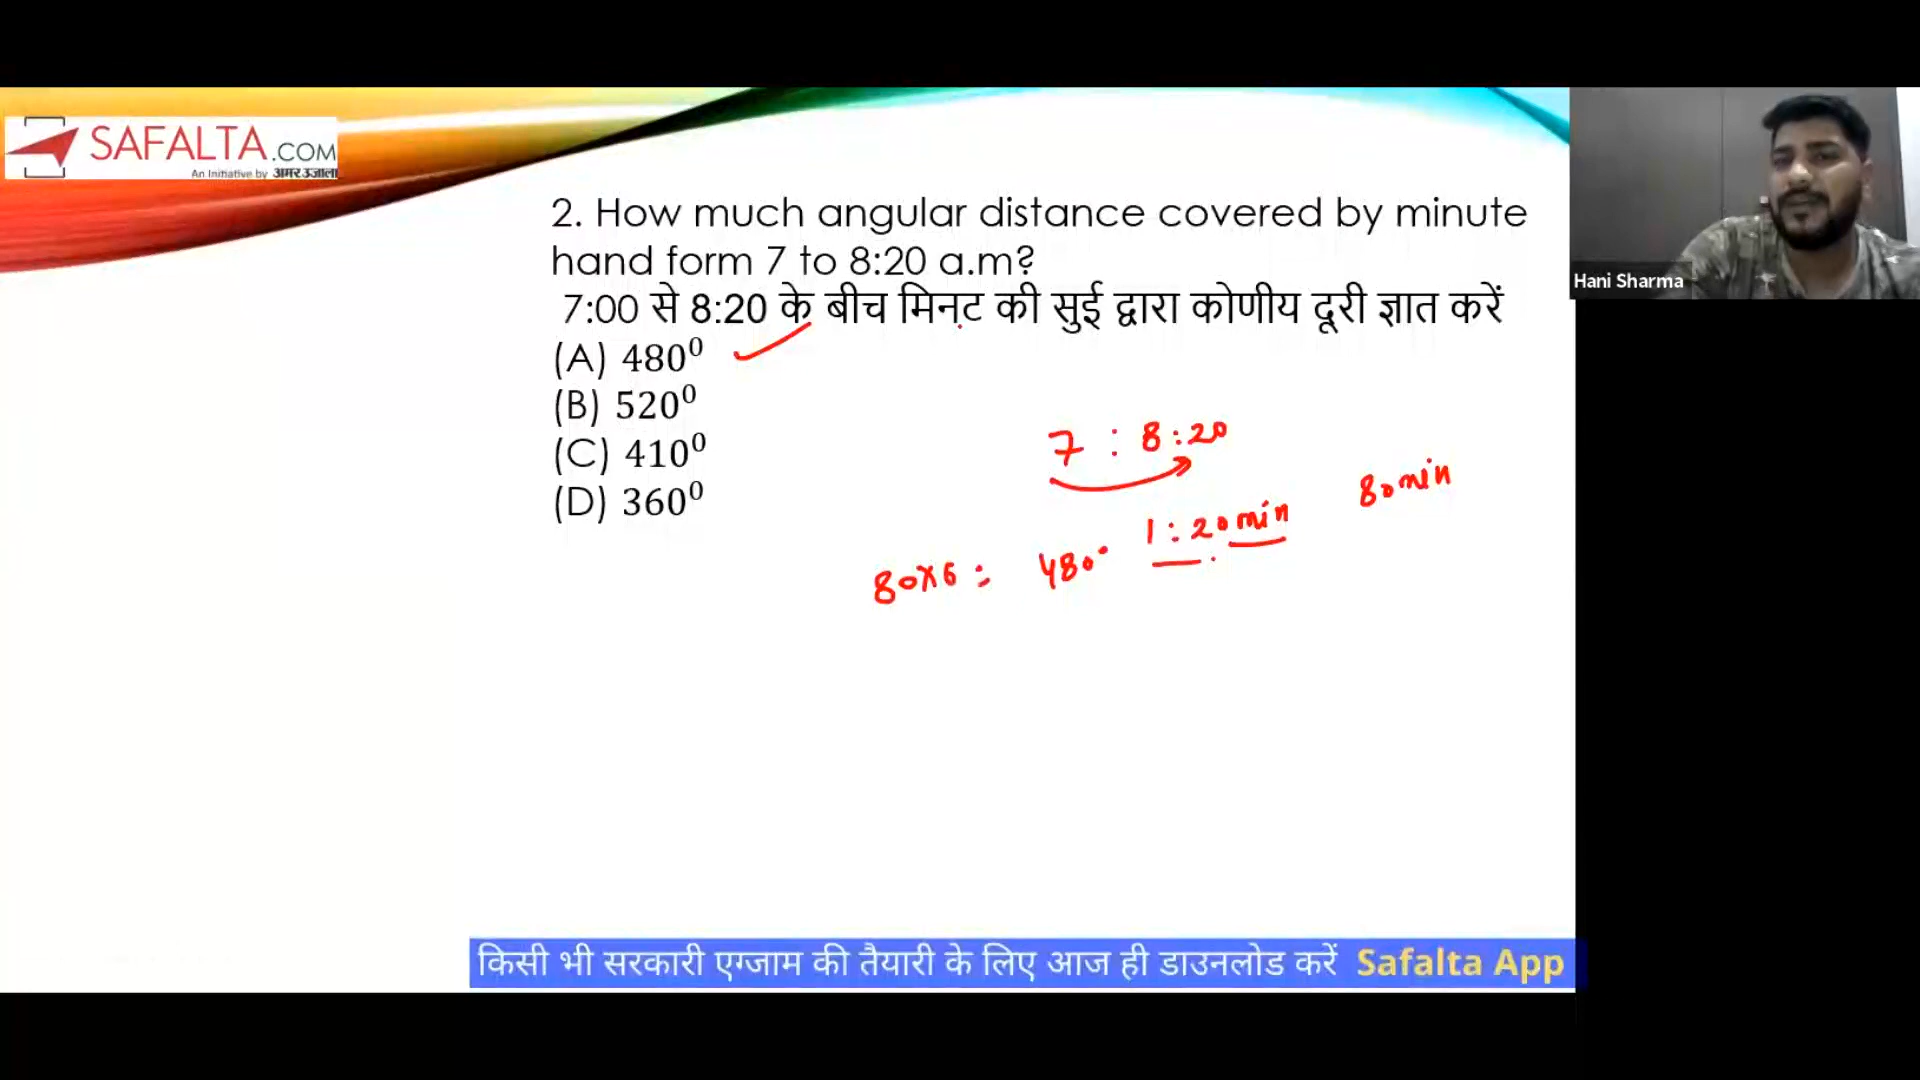 SAFALTA.COM
An Initiative by अमर उजाला
2. How much angular distance covered by minute
hand form 7 to 8:20 a.m?
7:00 से 8:20 के बीच मिनट की सुई द्वारा कोणीय दूरी ज्ञात करें
(A) 480⁰
(B) 520⁰
(C) 410⁰
(D) 360⁰
7 : 8:20
80min
1:20min
80x6 = 480°
Hani Sharma
किसी भी सरकारी एग्जाम की तैयारी के लिए आज ही डाउनलोड करें Safalta App